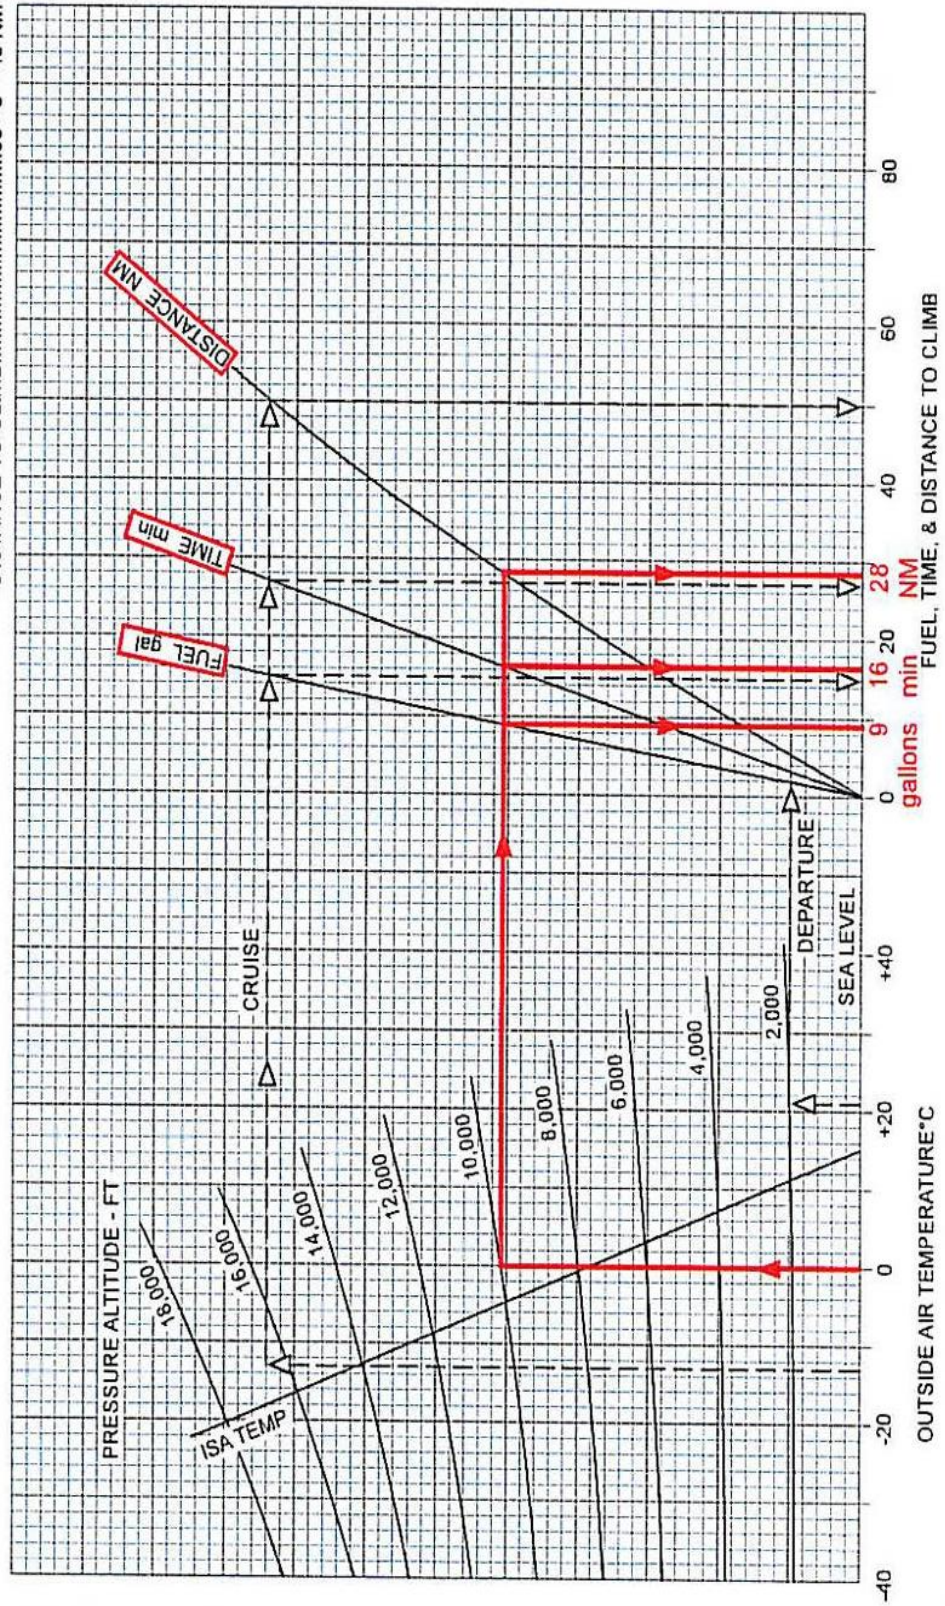 PRESSURE ALTITUDE - FT
18,000
16,000
14,000
12,000
10,000
8,000
6,000
4,000
2,000
ISA TEMP
CRUISE
DEPARTURE
SEA LEVEL
FUEL gal
TIME min
DISTANCE NM
-40 -20 0 +20 +40
OUTSIDE AIR TEMPERATURE°C
0 20 40 60 80
9 16 28
gallons min NM
FUEL, TIME, & DISTANCE TO CLIMB